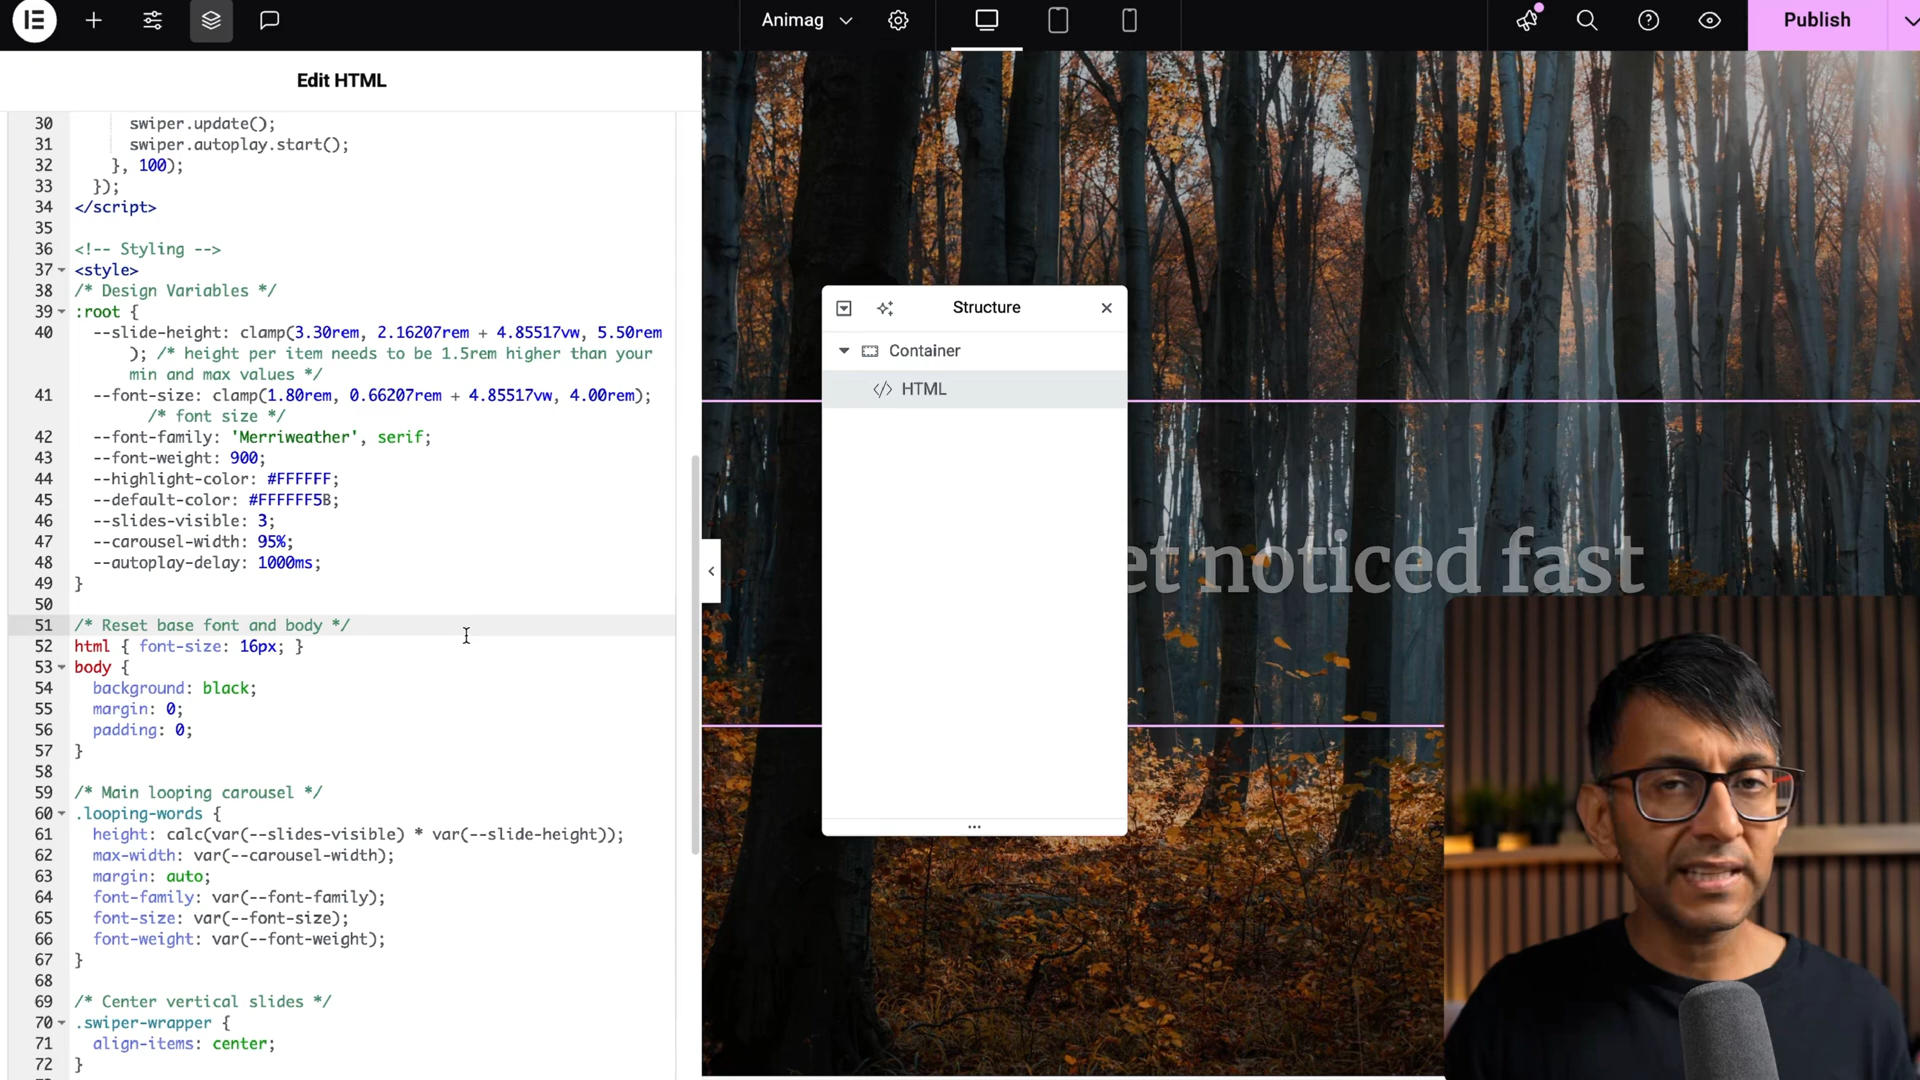 Animag
Publish
Edit HTML
30 swiper.update();
31 swiper.autoplay.start();
32 }, 100);
33 });
34 </script>
35
36 <!-- Styling -->
37 <style>
38 /* Design Variables */
39 :root {
40 --slide-height: clamp(3.30rem, 2.16207rem + 4.85517vw, 5.50rem
); /* height per item needs to be 1.5rem higher than your
min and max values */
41 --font-size: clamp(1.80rem, 0.66207rem + 4.85517vw, 4.00rem);
/* font size */
42 --font-family: 'Merriweather', serif;
43 --font-weight: 900;
44 --highlight-color: #FFFFFF;
45 --default-color: #FFFFFF5B;
46 --slides-visible: 3;
47 --carousel-width: 95%;
48 --autoplay-delay: 1000ms;
49 }
50
51 /* Reset base font and body */
52 html { font-size: 16px; }
53 body {
54 background: black;
55 margin: 0;
56 padding: 0;
57 }
58
59 /* Main looping carousel */
60 .looping-words {
61 height: calc(var(--slides-visible) * var(--slide-height));
62 max-width: var(--carousel-width);
63 margin: auto;
64 font-family: var(--font-family);
65 font-size: var(--font-size);
66 font-weight: var(--font-weight);
67 }
68
69 /* Center vertical slides */
70 .swiper-wrapper {
71 align-items: center;
72 }
Structure
Container
</> HTML
et noticed fast